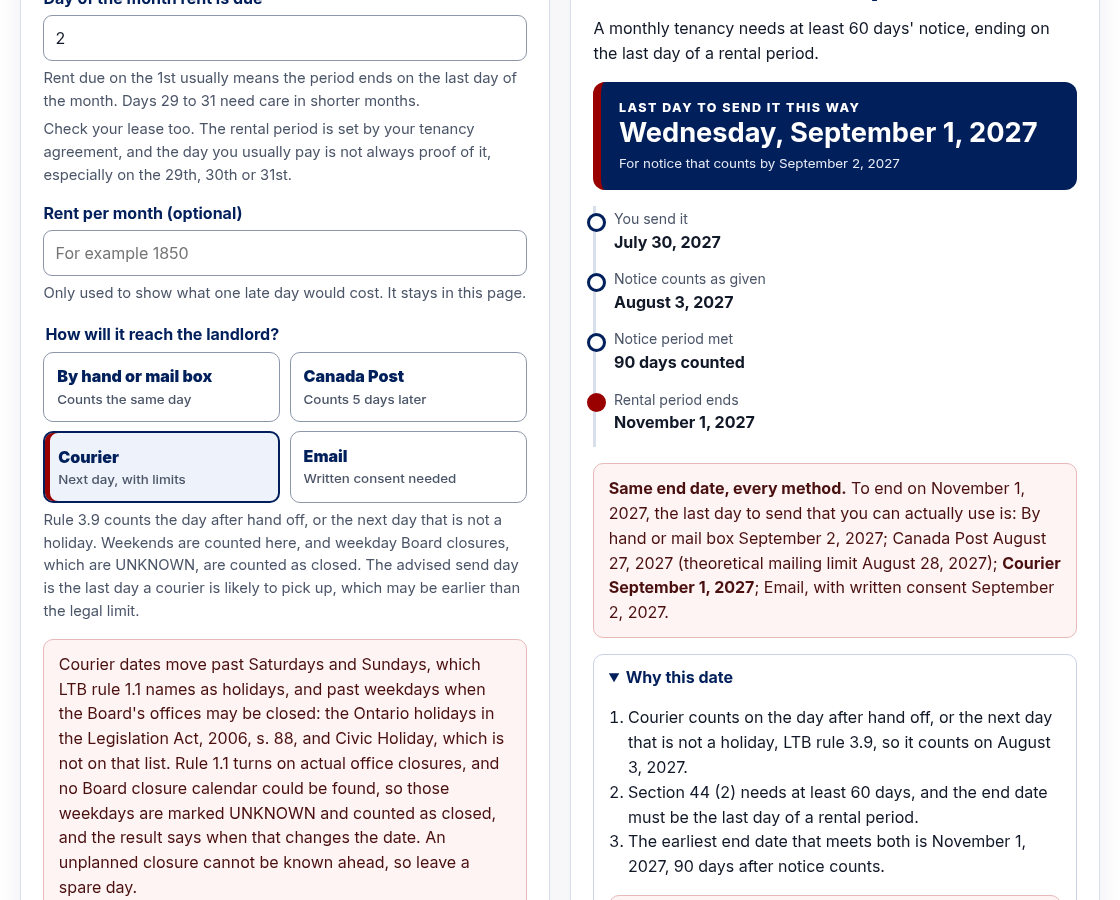 Day of the month rent is due
2
Rent due on the 1st usually means the period ends on the last day of
the month. Days 29 to 31 need care in shorter months.
Check your lease too. The rental period is set by your tenancy
agreement, and the day you usually pay is not always proof of it,
especially on the 29th, 30th or 31st.
Rent per month (optional)
For example 1850
Only used to show what one late day would cost. It stays in this page.
How will it reach the landlord?
By hand or mail box
Counts the same day
Canada Post
Counts 5 days later
Courier
Next day, with limits
Email
Written consent needed
Rule 3.9 counts the day after hand off, or the next day that is not a
holiday. Weekends are counted here, and weekday Board closures,
which are UNKNOWN, are counted as closed. The advised send day
is the last day a courier is likely to pick up, which may be earlier than
the legal limit.
Courier dates move past Saturdays and Sundays, which
LTB rule 1.1 names as holidays, and past weekdays when
the Board's offices may be closed: the Ontario holidays in
the Legislation Act, 2006, s. 88, and Civic Holiday, which is
not on that list. Rule 1.1 turns on actual office closures, and
no Board closure calendar could be found, so those
weekdays are marked UNKNOWN and counted as closed,
and the result says when that changes the date. An
unplanned closure cannot be known ahead, so leave a
spare day.
A monthly tenancy needs at least 60 days' notice, ending on
the last day of a rental period.
LAST DAY TO SEND IT THIS WAY
Wednesday, September 1, 2027
For notice that counts by September 2, 2027
You send it
July 30, 2027
Notice counts as given
August 3, 2027
Notice period met
90 days counted
Rental period ends
November 1, 2027
Same end date, every method. To end on November 1,
2027, the last day to send that you can actually use is: By
hand or mail box September 2, 2027; Canada Post August
27, 2027 (theoretical mailing limit August 28, 2027); Courier
September 1, 2027; Email, with written consent September
2, 2027.
Why this date
1. Courier counts on the day after hand off, or the next day
that is not a holiday, LTB rule 3.9, so it counts on August
3, 2027.
2. Section 44 (2) needs at least 60 days, and the end date
must be the last day of a rental period.
3. The earliest end date that meets both is November 1,
2027, 90 days after notice counts.